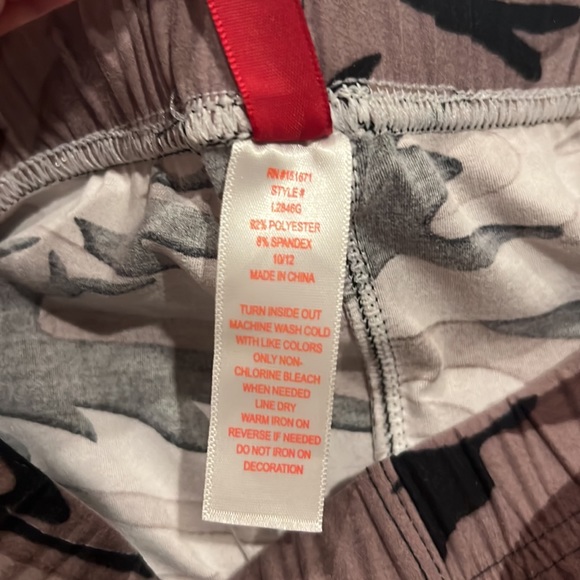 RN #151671
STYLE #
L2846G
92% POLYESTER
8% SPANDEX
10/12
MADE IN CHINA
TURN INSIDE OUT
MACHINE WASH COLD
WITH LIKE COLORS
ONLY NON-
CHLORINE BLEACH
WHEN NEEDED
LINE DRY
WARM IRON ON
REVERSE IF NEEDED
DO NOT IRON ON
DECORATION